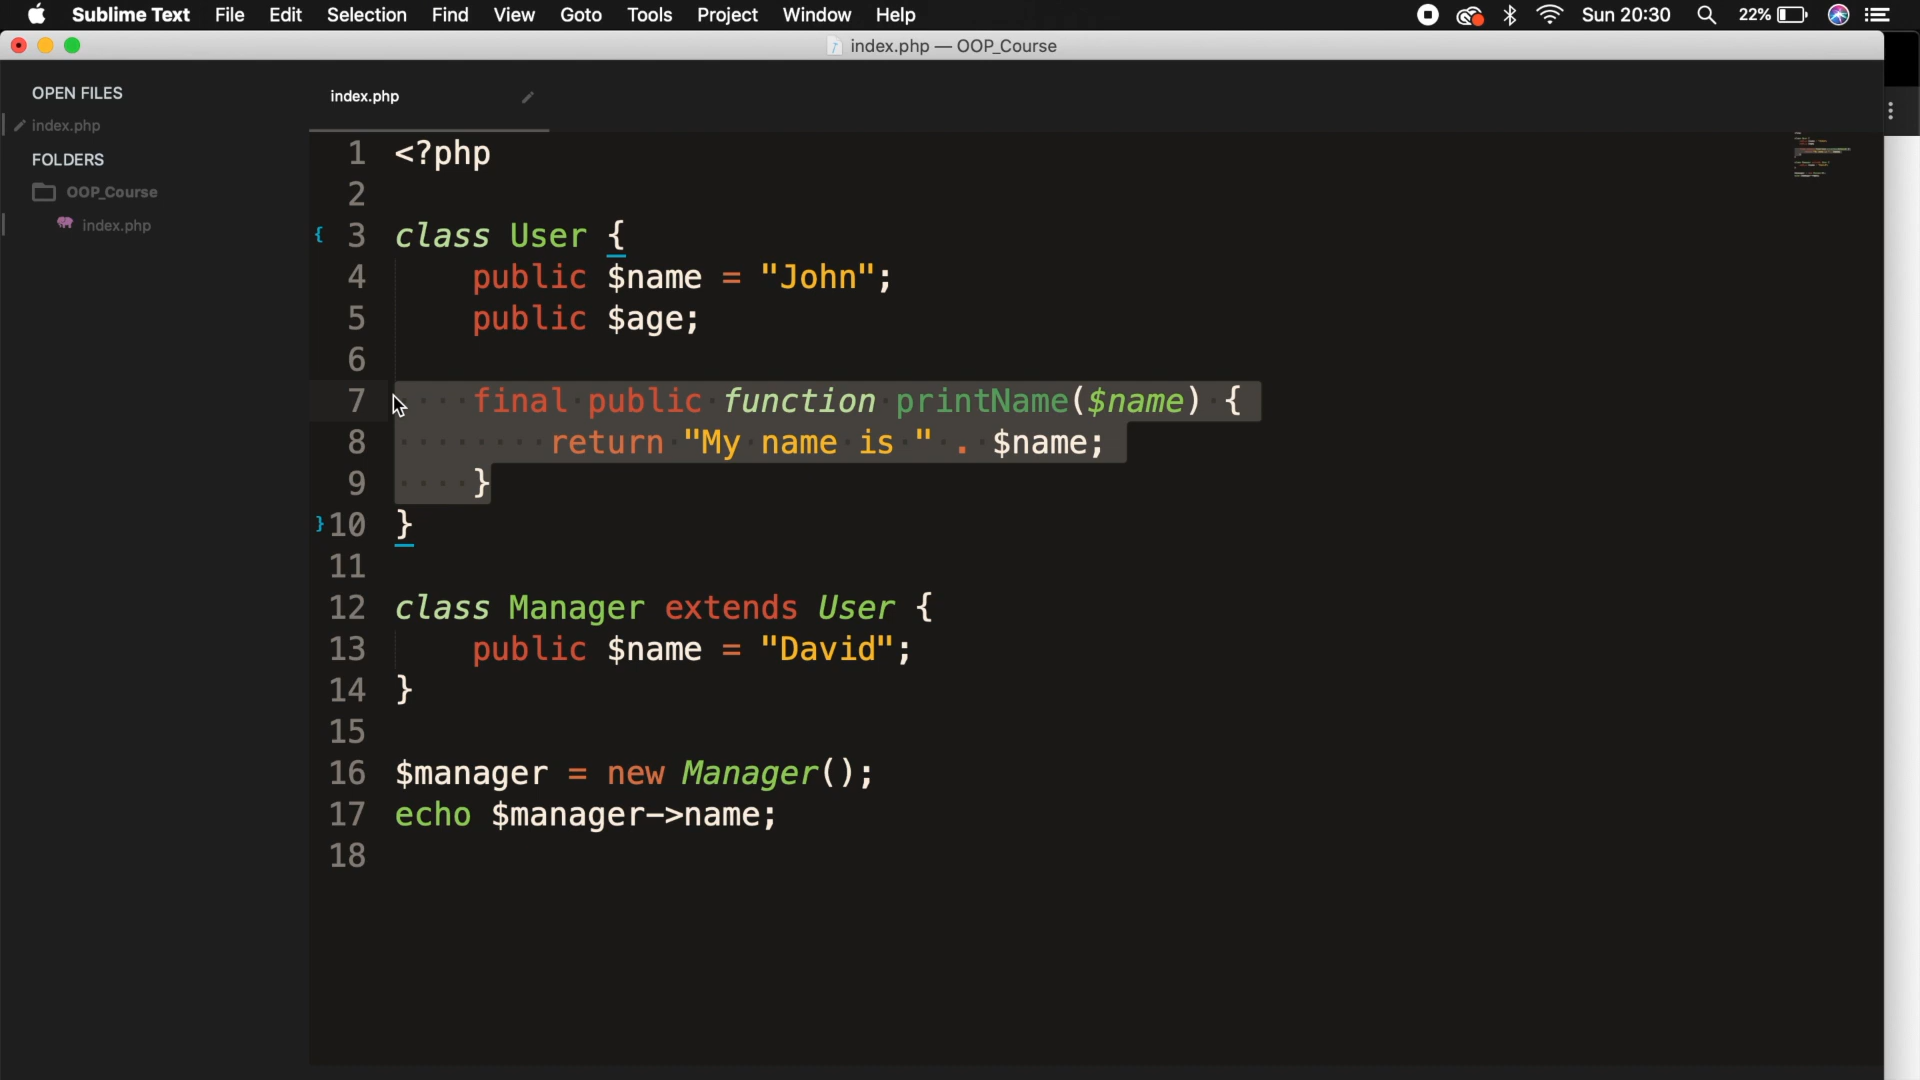 Sublime Text File Edit Selection Find View Goto Tools Project Window Help Sun 20:30 22%
index.php — OOP_Course
OPEN FILES
index.php
FOLDERS
OOP_Course
index.php
index.php
1 <?php
2
3 class User {
4 public $name = "John";
5 public $age;
6
7 final public function printName($name) {
8 return "My name is " . $name;
9 }
10 }
11
12 class Manager extends User {
13 public $name = "David";
14 }
15
16 $manager = new Manager();
17 echo $manager->name;
18